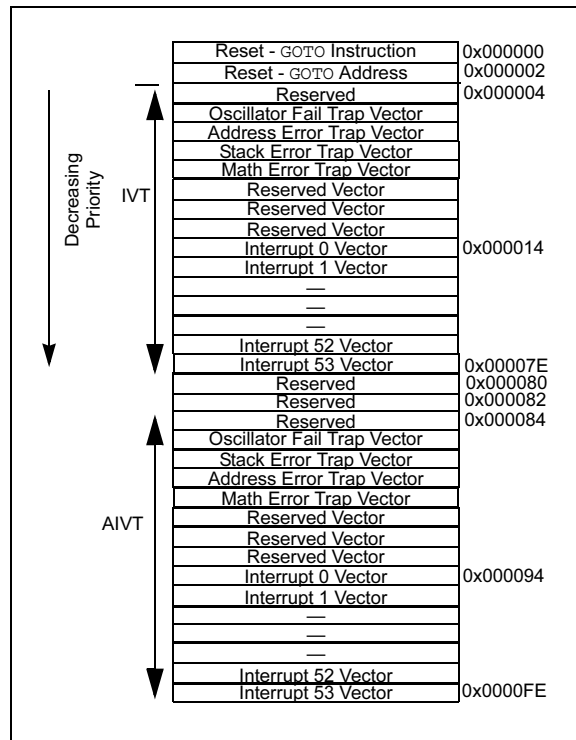 Reset - GOTO Instruction 0x000000
Reset - GOTO Address 0x000002
Reserved 0x000004
Oscillator Fail Trap Vector
Address Error Trap Vector
Stack Error Trap Vector
Math Error Trap Vector
Reserved Vector
Reserved Vector
Reserved Vector
Interrupt 0 Vector 0x000014
Interrupt 1 Vector
—
—
—
Interrupt 52 Vector
Interrupt 53 Vector 0x00007E
Reserved 0x000080
Reserved 0x000082
Reserved 0x000084
Oscillator Fail Trap Vector
Stack Error Trap Vector
Address Error Trap Vector
Math Error Trap Vector
Reserved Vector
Reserved Vector
Reserved Vector
Interrupt 0 Vector 0x000094
Interrupt 1 Vector
—
—
—
Interrupt 52 Vector
Interrupt 53 Vector 0x0000FE
Decreasing
Priority
IVT
AIVT